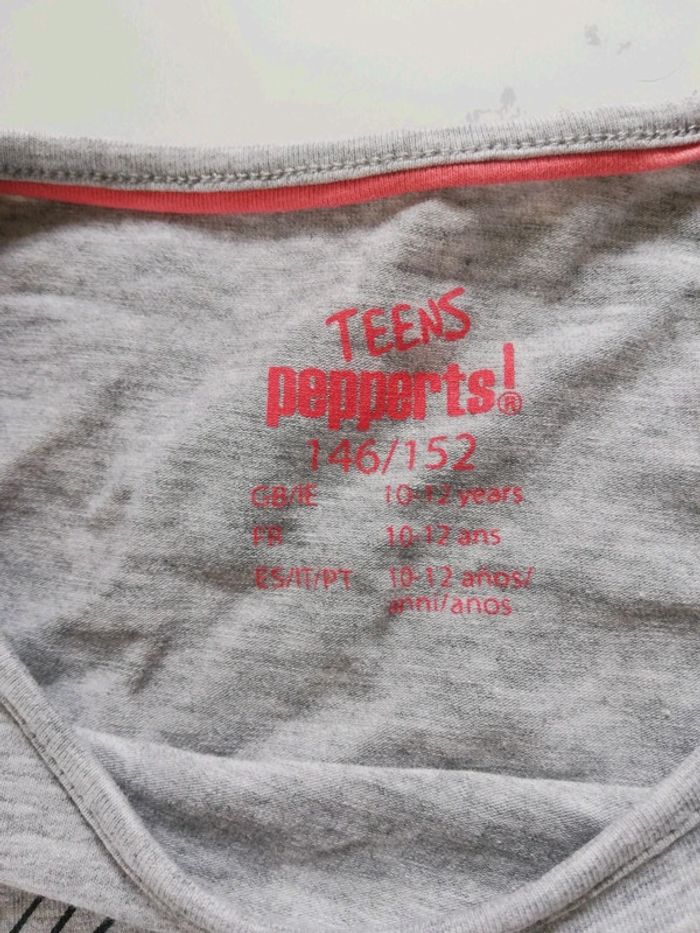 TEENS
pepperts!®
146/152
GB/IE 10-12 years
FR 10-12 ans
ES/IT/PT 10-12 años/
anni/anos